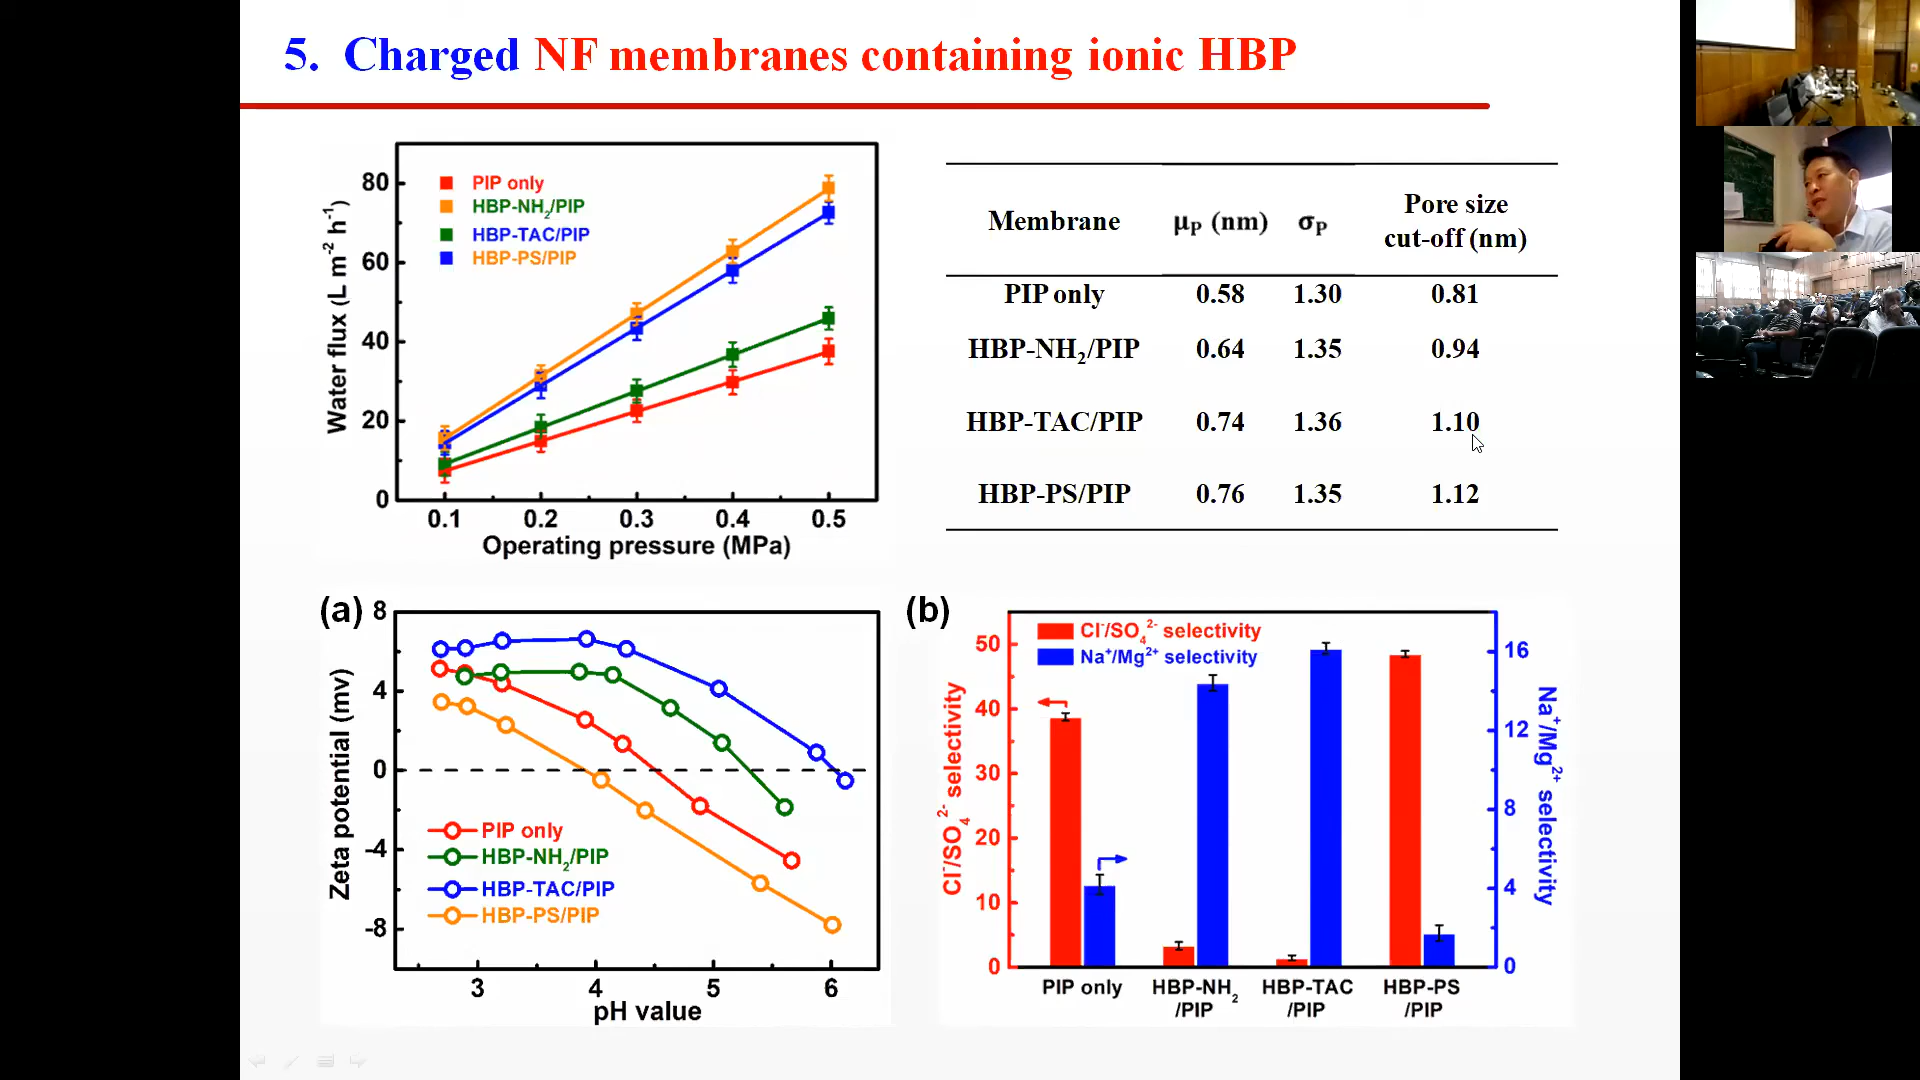 5. Charged NF membranes containing ionic HBP
80
60
40
20
0
Water flux (L m⁻² h⁻¹)
PIP only
HBP-NH₂/PIP
HBP-TAC/PIP
HBP-PS/PIP
0.1 0.2 0.3 0.4 0.5
Operating pressure (MPa)
Membrane μP (nm) σP Pore size cut-off (nm)
PIP only 0.58 1.30 0.81
HBP-NH₂/PIP 0.64 1.35 0.94
HBP-TAC/PIP 0.74 1.36 1.10
HBP-PS/PIP 0.76 1.35 1.12
(a)
8
4
0
-4
-8
Zeta potential (mv)
PIP only
HBP-NH₂/PIP
HBP-TAC/PIP
HBP-PS/PIP
3 4 5 6
pH value
(b)
Cl⁻/SO₄²⁻ selectivity
Na⁺/Mg²⁺ selectivity
50
40
30
20
10
0
Cl⁻/SO₄²⁻ selectivity
16
12
8
4
0
Na⁺/Mg²⁺ selectivity
PIP only HBP-NH₂ HBP-TAC HBP-PS
/PIP /PIP /PIP